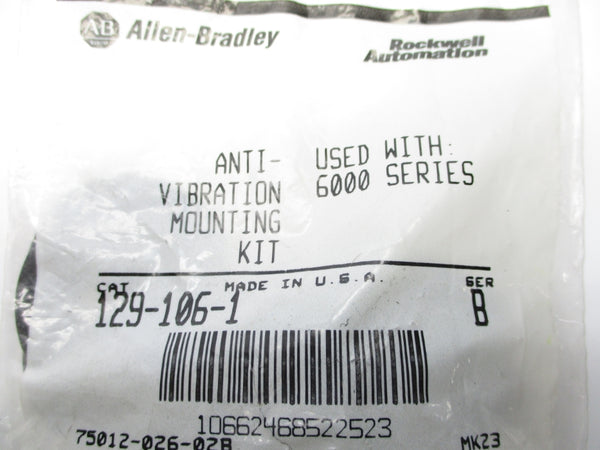 AB Allen-Bradley
Rockwell
Automation
ANTI-
VIBRATION
MOUNTING
KIT
USED WITH:
6000 SERIES
CAT MADE IN U.S.A. SER
129-106-1 B
10662468522523
75012-026-02B MK23